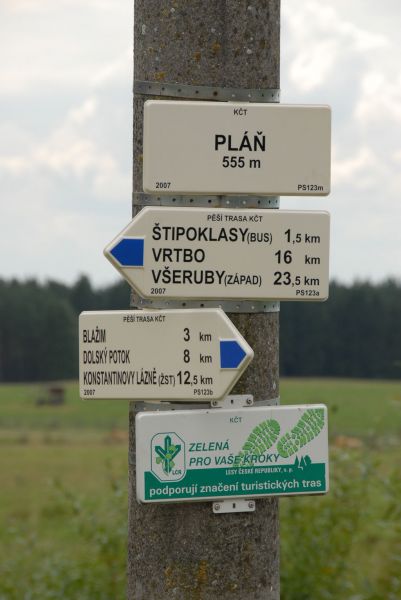 KČT
PLÁŇ
555 m
2007 PS123m
PĚŠÍ TRASA KČT
ŠTIPOKLASY(BUS) 1,5 km
VRTBO 16 km
VŠERUBY(ZÁPAD) 23,5 km
2007 PS123a
PĚŠÍ TRASA KČT
BLAŽIM 3 km
DOLSKÝ POTOK 8 km
KONSTANTINOVY LÁZNĚ (ŽST) 12,5 km
2007 PS123b
KČT
LČR
ZELENÁ
PRO VAŠE KROKY
LESY ČESKÉ REPUBLIKY, s. p.
podporují značení turistických tras